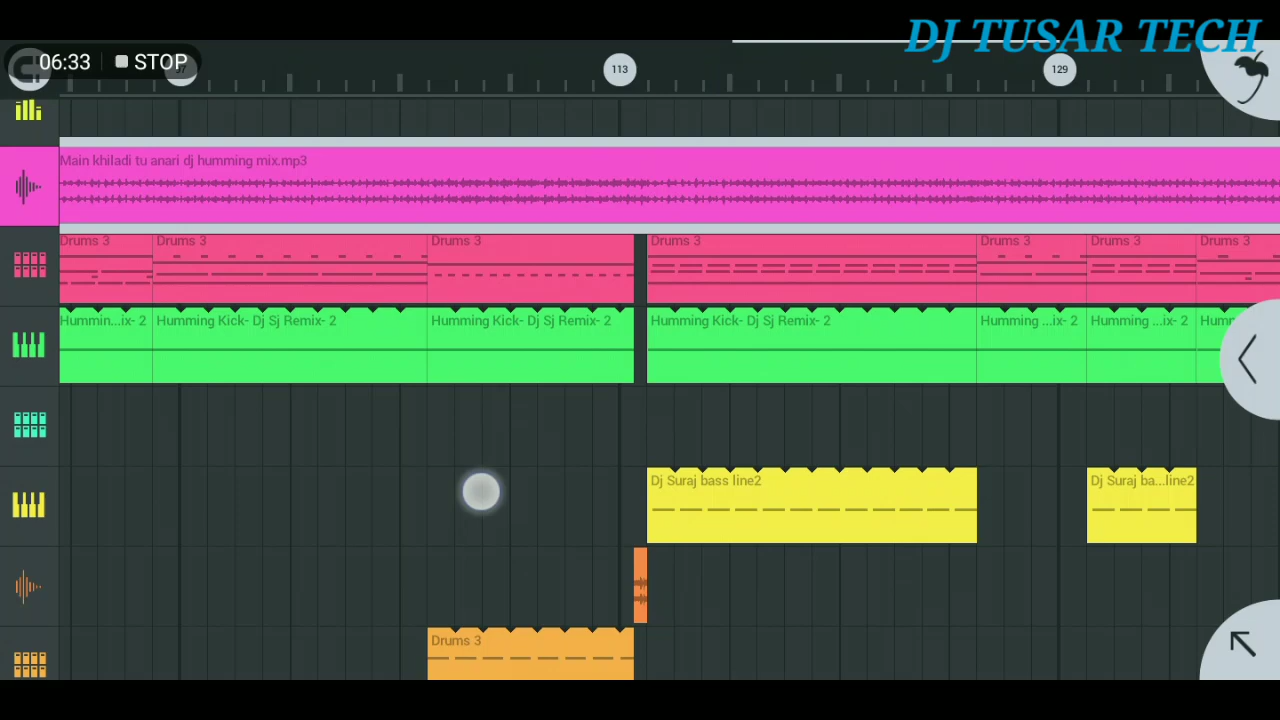 DJ TUSAR TECH
06:33 STOP
97 113 129
Main khiladi tu anari dj humming mix.mp3
Drums 3 Drums 3 Drums 3 Drums 3 Drums 3 Drums 3 Drums 3
Hummin...ix- 2 Humming Kick- Dj Sj Remix- 2 Humming Kick- Dj Sj Remix- 2 Humming Kick- Dj Sj Remix- 2 Humming ...ix- 2 Humming ...ix- 2
Dj Suraj bass line2 Dj Suraj ba...line2
Drums 3